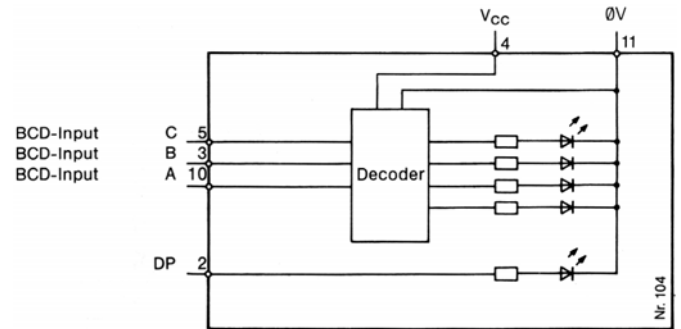 VCC ØV
4 11
BCD-Input C 5
BCD-Input B 3
BCD-Input A 10
Decoder
DP 2
Nr. 104